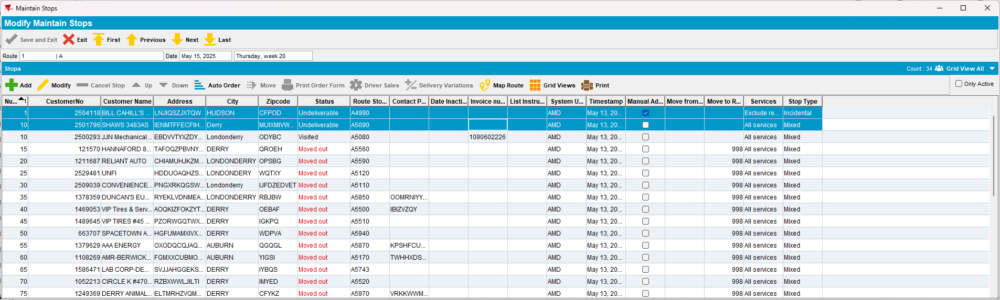 Maintain Stops
Modify Maintain Stops
Save and Exit Exit First Previous Next Last
Route 1 | A Date May 15, 2025 Thursday, week 20
Stops Count : 34 Grid View All
Add Modify Cancel Stop Up Down Auto Order Move Print Order Form Driver Sales Delivery Variations Map Route Grid Views Print Only Active
Nu... 1 CustomerNo Customer Name Address City Zipcode Status Route Sto... Contact P... Date Inacti... Invoice nu... List Instru... System U... Timestamp Manual Ad... Move from... Move to R... Services Stop Type
1 2504118 BILL CAHILL'S ... LNJIQSZJXTQW HUDSON CFPOD Undeliverable A4990 AMD May 13, 20... Exclude re... Incidental
10 2501796 SHAWS 3483AS IENMTFFECFIH... Derry MUIXMIVW... Undeliverable A5090 AMD May 13, 20... All services Mixed
10 2500293 JJN Mechanical... EBDVVTYXZDY... Londonderry ODYBC Visited A5080 1090602226 AMD May 13, 20... All services Mixed
15 121570 HANNAFORD 8... TAFOQZPBVNY... DERRY QROEH Moved out A5560 AMD May 13, 20... 998 All services Mixed
20 1211687 RELIANT AUTO CHIAMUHJKZM... LONDONDERRY OPSBG Moved out A5590 AMD May 13, 20... 998 All services Mixed
25 2529481 UNFI HDDUOAQHZS... LONDONDERY WQTXY Moved out A5120 AMD May 13, 20... 998 All services Mixed
30 2509039 CONVENIENCE... PNGXRKQGSW... Londonderry IJFDZEDVET Moved out A5110 AMD May 13, 20... 998 All services Mixed
35 1378359 DUNCAN'S EU... RYEKLVDNMEA... LONDONDERRY RBJBW Moved out A5850 OOMRNIYY... AMD May 13, 20... 998 All services Mixed
40 1469053 VIP Tires & Serv... AOQKIZFOKZYT... DERRY OEBAF Moved out A5500 IBIZVZQY AMD May 13, 20... 998 All services Mixed
45 1489645 VIP TIRES #45 ... PZORWGQTWX... DERRY IGKPQ Moved out A5510 AMD May 13, 20... 998 All services Mixed
50 663707 SPACETOWN A... HGFUMAMXIVX... DERRY WDPVA Moved out A5940 AMD May 13, 20... 998 All services Mixed
55 1379629 AAA ENERGY OXODQCQJAQ... AUBURN QGQGL Moved out A5870 KPSHFCU... AMD May 13, 20... 998 All services Mixed
60 1108269 AMR-BERWICK... FGMXXCUBMO... AUBURN YIGSI Moved out A5170 TWHHXDS... AMD May 13, 20... 998 All services Mixed
65 1586471 LAB CORP-DE... SVJJAHGGEKS... DERRY IYBQS Moved out A5743 AMD May 13, 20... 998 All services Mixed
70 1052213 CIRCLE K #470... RZBXWWLJILTI DERRY IMYED Moved out A5520 AMD May 13, 20... 998 All services Mixed
75 1249369 DERRY ANIMAL... ELTMRHZVQM... DERRY CFYKZ Moved out A5970 VRKKWWM... AMD May 13, 20... 998 All services Mixed